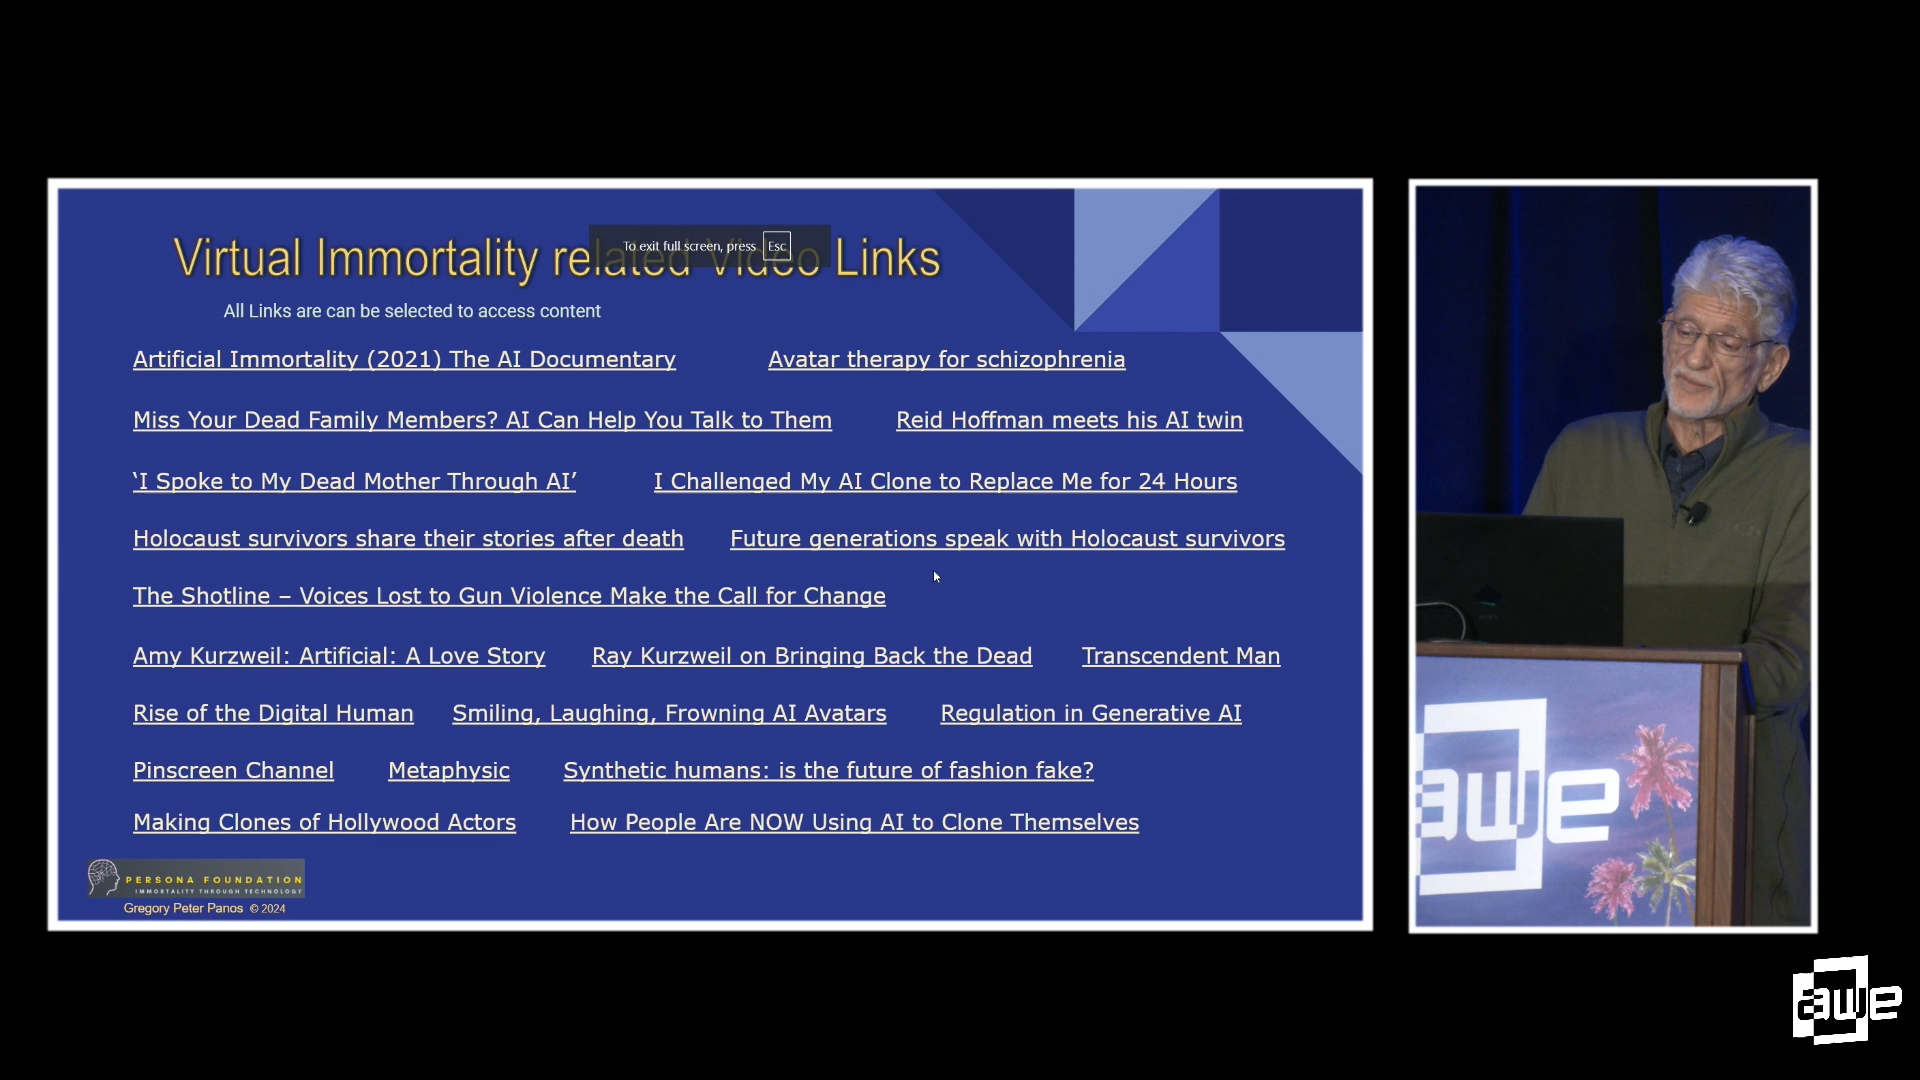 Virtual Immortality related Video Links
To exit full screen, press Esc
All Links are can be selected to access content
Artificial Immortality (2021) The AI Documentary Avatar therapy for schizophrenia
Miss Your Dead Family Members? AI Can Help You Talk to Them Reid Hoffman meets his AI twin
‘I Spoke to My Dead Mother Through AI’ I Challenged My AI Clone to Replace Me for 24 Hours
Holocaust survivors share their stories after death Future generations speak with Holocaust survivors
The Shotline – Voices Lost to Gun Violence Make the Call for Change
Amy Kurzweil: Artificial: A Love Story Ray Kurzweil on Bringing Back the Dead Transcendent Man
Rise of the Digital Human Smiling, Laughing, Frowning AI Avatars Regulation in Generative AI
Pinscreen Channel Metaphysic Synthetic humans: is the future of fashion fake?
Making Clones of Hollywood Actors How People Are NOW Using AI to Clone Themselves
PERSONA FOUNDATION
IMMORTALITY THROUGH TECHNOLOGY
Gregory Peter Panos © 2024
awe
awe